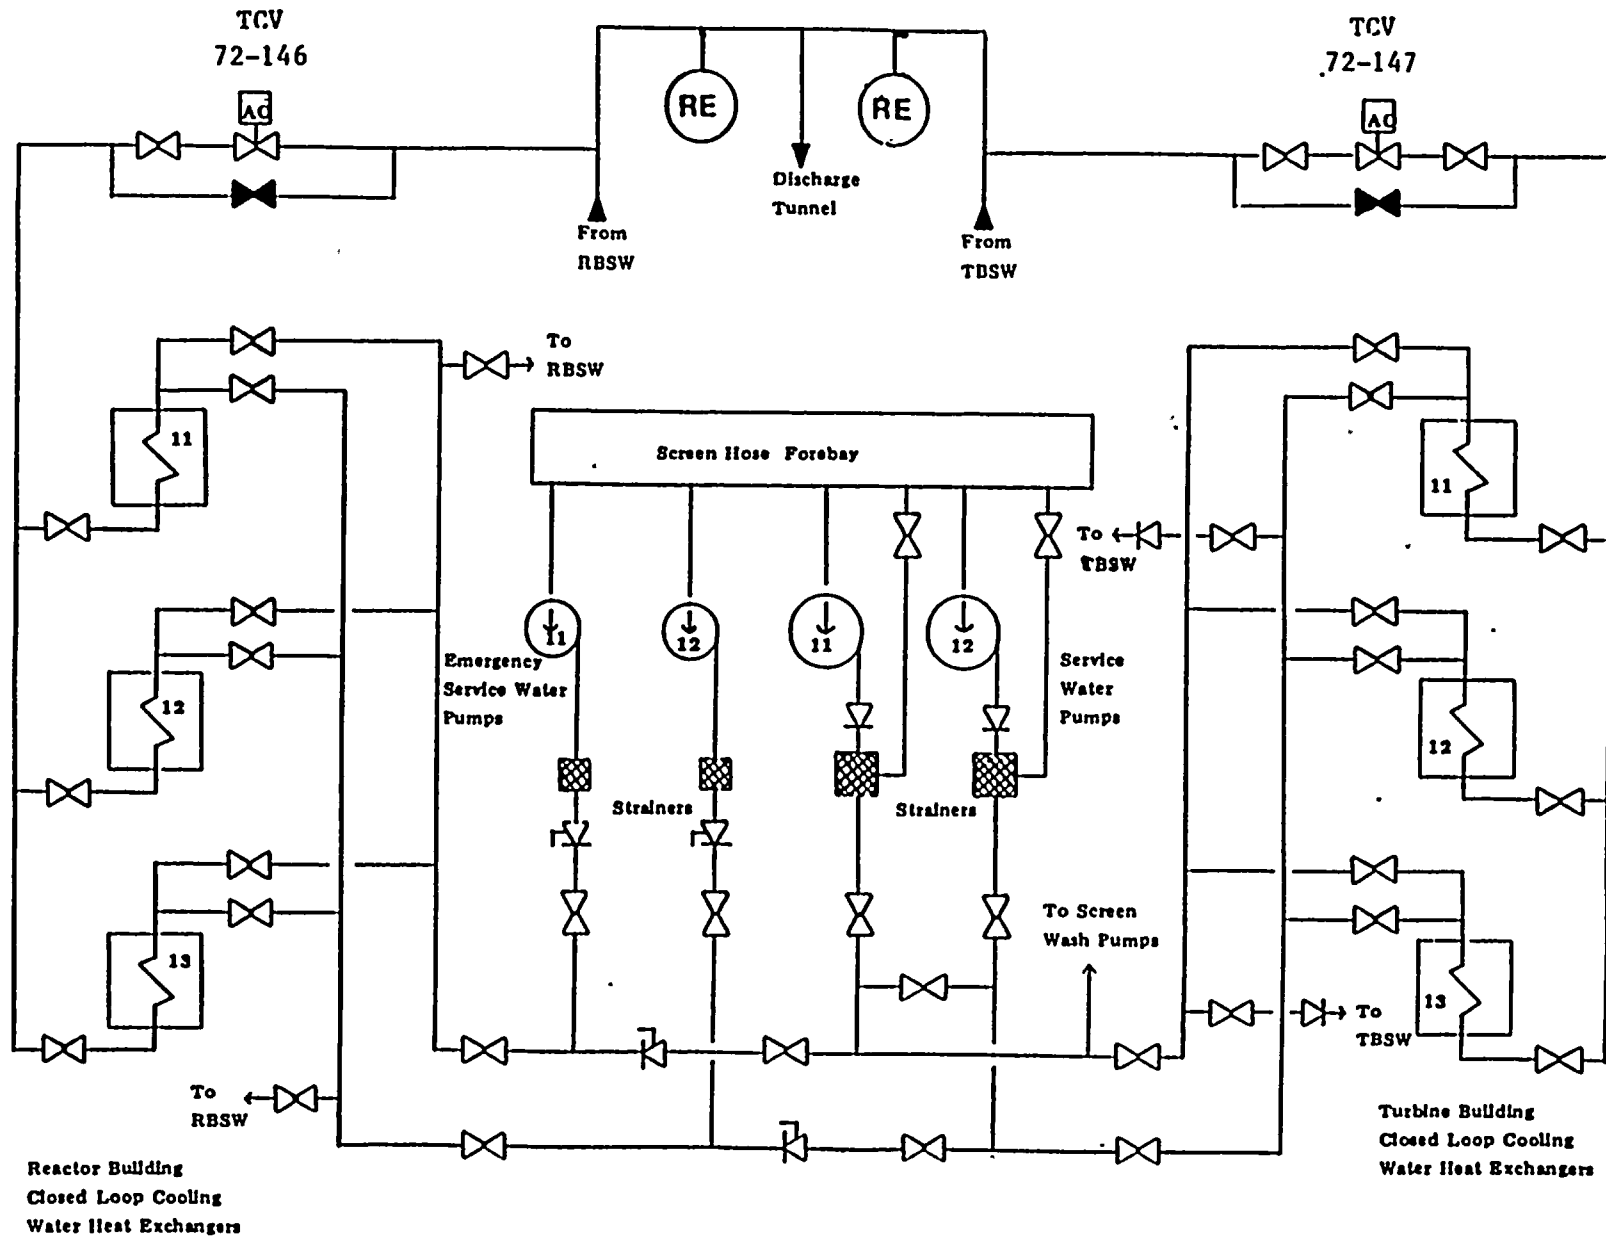 TCV
72-146
TCV
72-147
AO
AO
RE
RE
Discharge
Tunnel
From
RBSW
From
TBSW
To
RBSW
11
Screen Hose Forebay
11
To
TBSW
11
12
11
12
Emergency
Service Water
Pumps
Service
Water
Pumps
12
12
Strainers
Strainers
To Screen
Wash Pumps
13
13
To
TBSW
To
RBSW
Reactor Building
Closed Loop Cooling
Water Heat Exchangers
Turbine Building
Closed Loop Cooling
Water Heat Exchangers